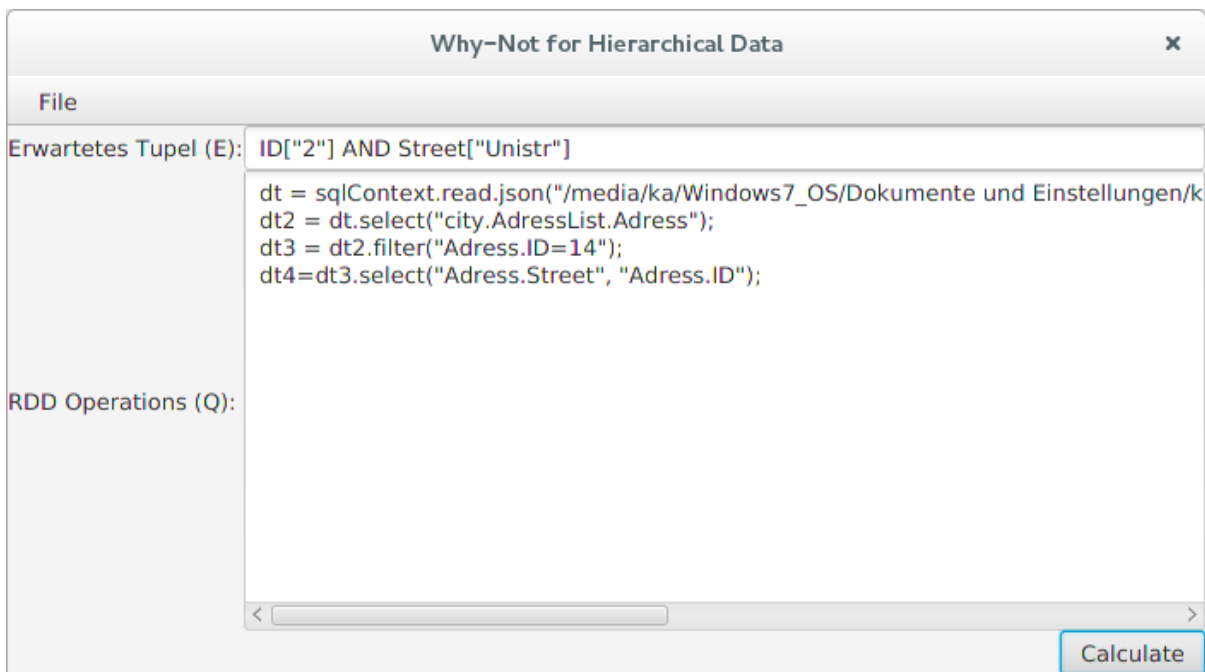 Why-Not for Hierarchical Data
File
Erwartetes Tupel (E): ID["2"] AND Street["Unistr"]
dt = sqlContext.read.json("/media/ka/Windows7_OS/Dokumente und Einstellungen/k
dt2 = dt.select("city.AdressList.Adress");
dt3 = dt2.filter("Adress.ID=14");
dt4=dt3.select("Adress.Street", "Adress.ID");
RDD Operations (Q):
Calculate